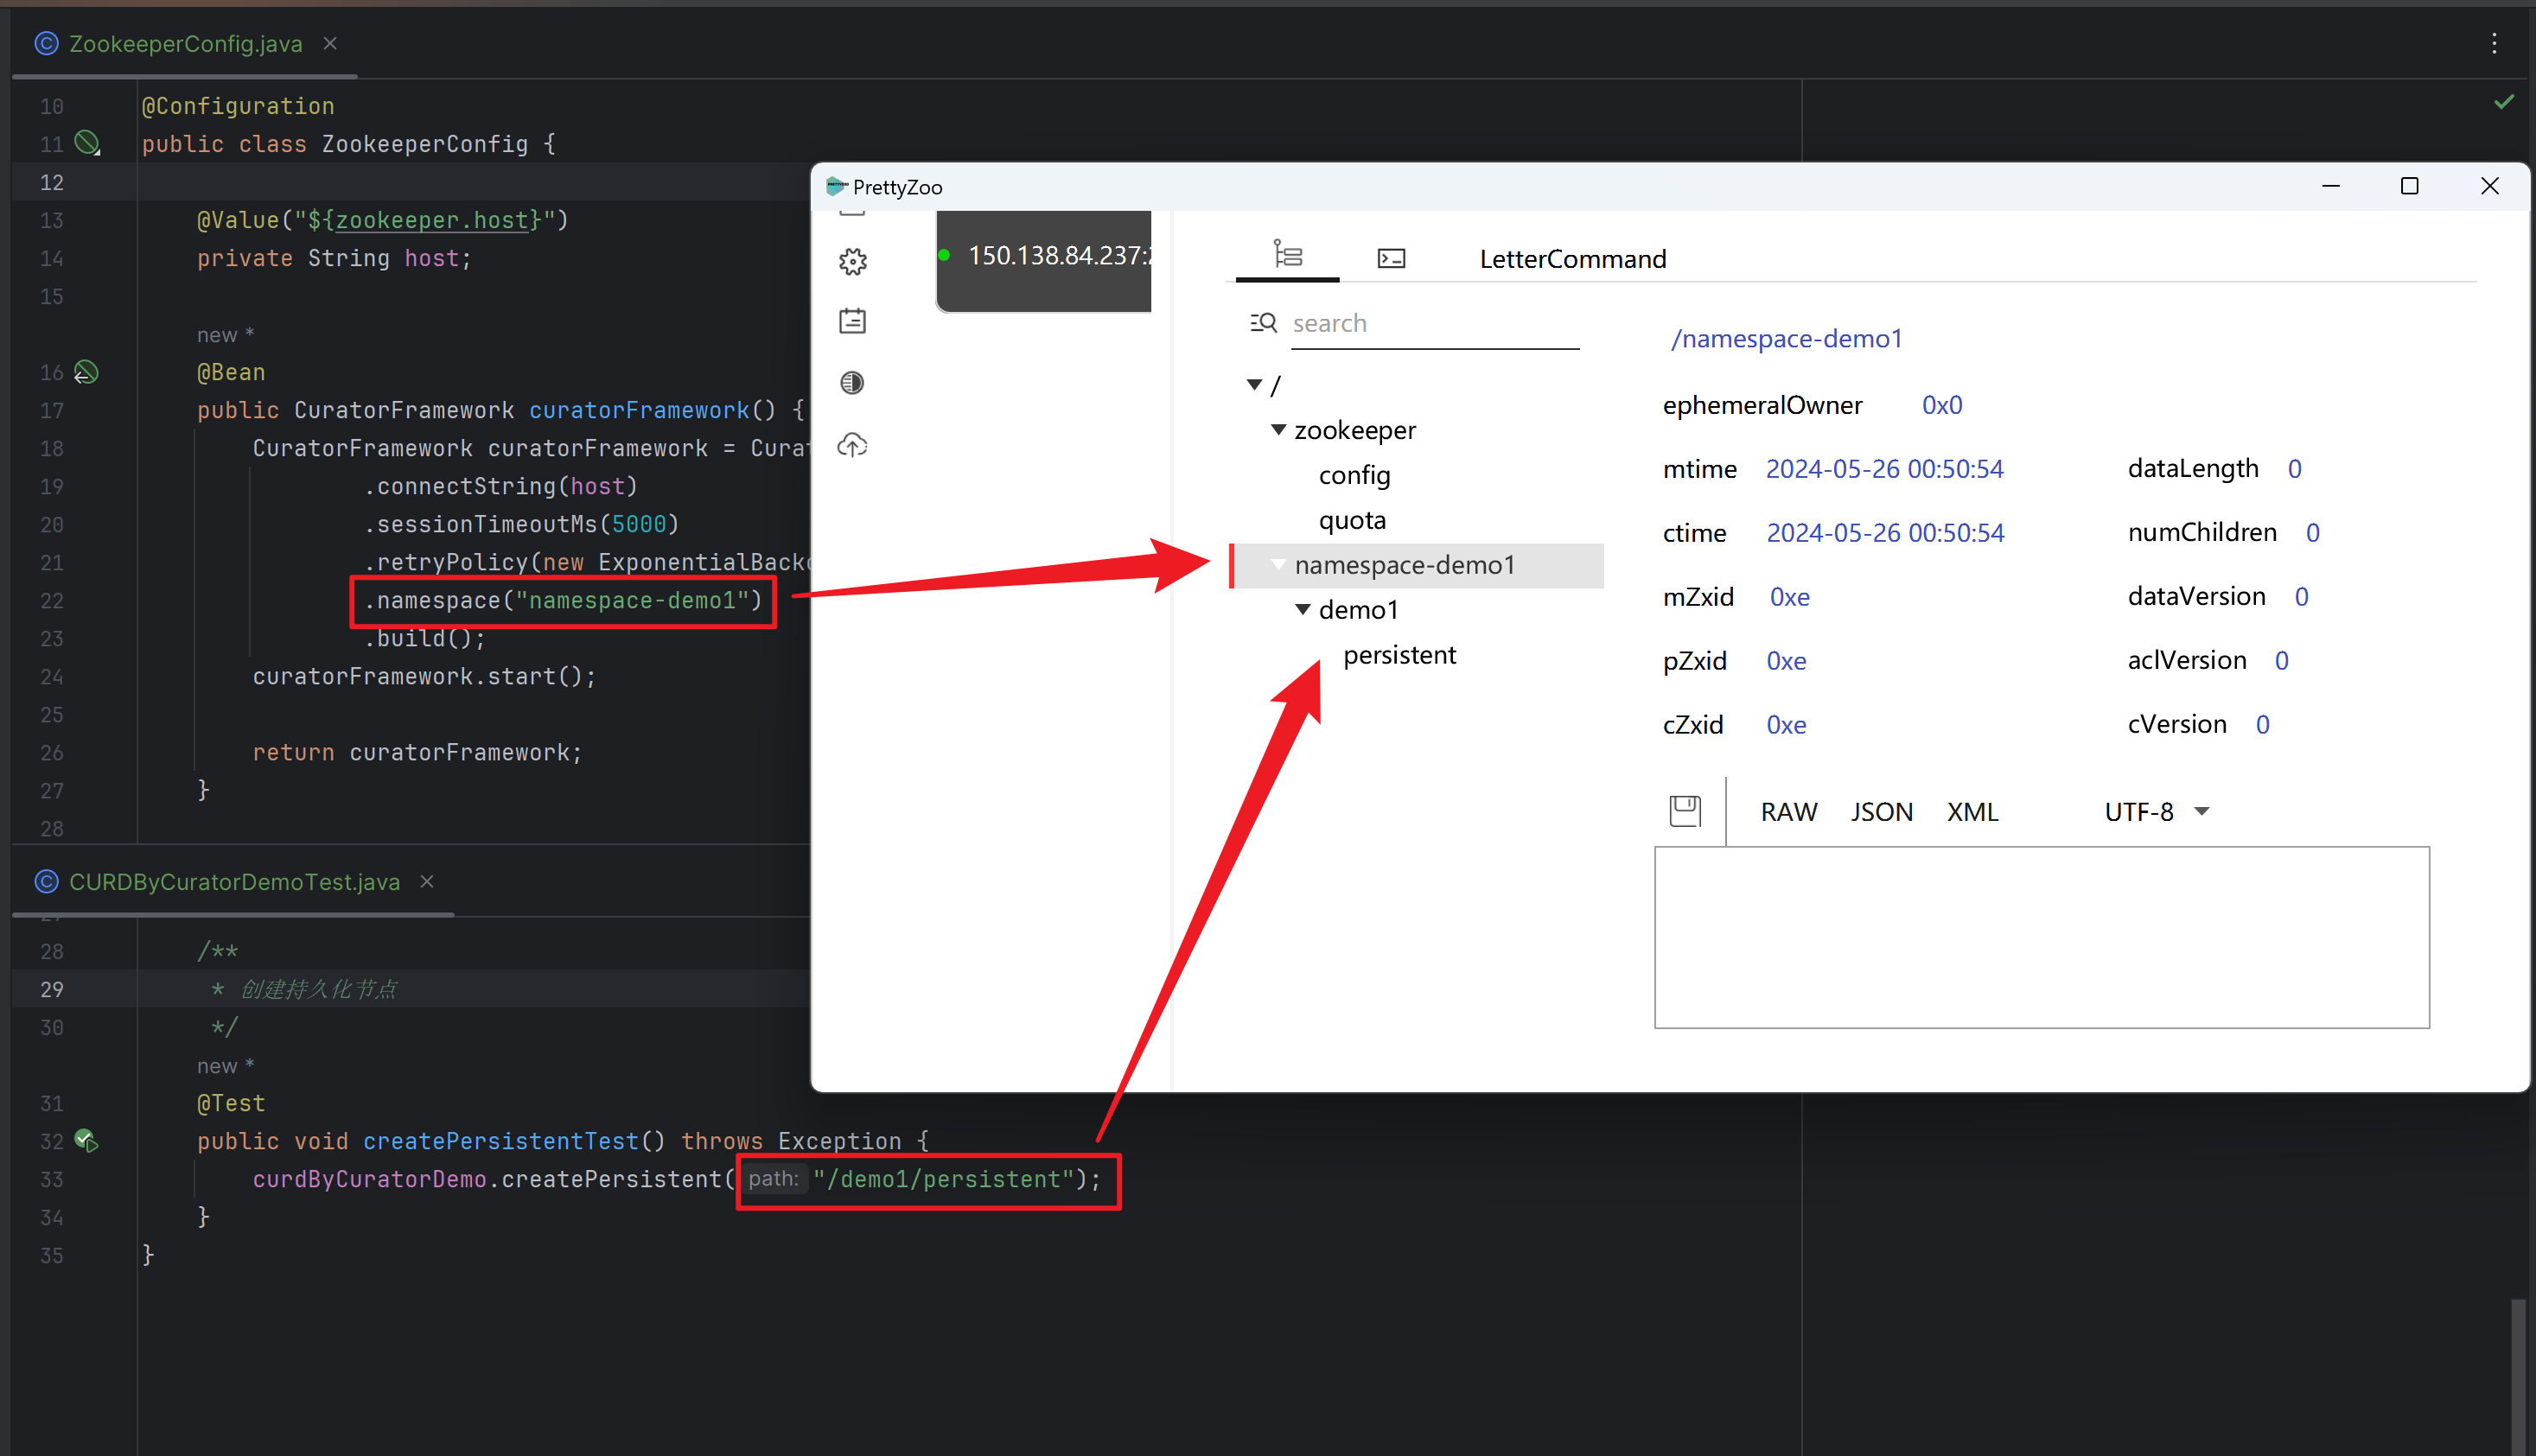 ZookeeperConfig.java
10 @Configuration
11 public class ZookeeperConfig {
12
13 @Value("${zookeeper.host}")
14 private String host;
15
new *
16 @Bean
17 public CuratorFramework curatorFramework() {
18 CuratorFramework curatorFramework = Curat
19 .connectString(host)
20 .sessionTimeoutMs(5000)
21 .retryPolicy(new ExponentialBacko
22 .namespace("namespace-demo1")
23 .build();
24 curatorFramework.start();
25
26 return curatorFramework;
27 }
28
CURDByCuratorDemoTest.java
28 /**
29 * 创建持久化节点
30 */
new *
31 @Test
32 public void createPersistentTest() throws Exception {
33 curdByCuratorDemo.createPersistent( path: "/demo1/persistent");
34 }
35 }
PrettyZoo
150.138.84.237:
LetterCommand
search
/
zookeeper
config
quota
namespace-demo1
demo1
persistent
/namespace-demo1
ephemeralOwner 0x0
mtime 2024-05-26 00:50:54 dataLength 0
ctime 2024-05-26 00:50:54 numChildren 0
mZxid 0xe dataVersion 0
pZxid 0xe aclVersion 0
cZxid 0xe cVersion 0
RAW JSON XML UTF-8